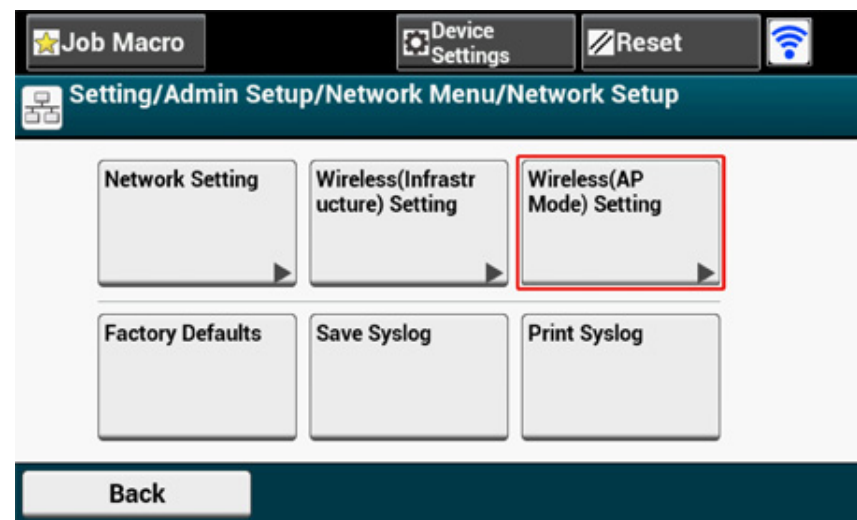 Job Macro
Device
Settings
Reset
Setting/Admin Setup/Network Menu/Network Setup
Network Setting
Wireless(Infrastr
ucture) Setting
Wireless(AP
Mode) Setting
Factory Defaults
Save Syslog
Print Syslog
Back